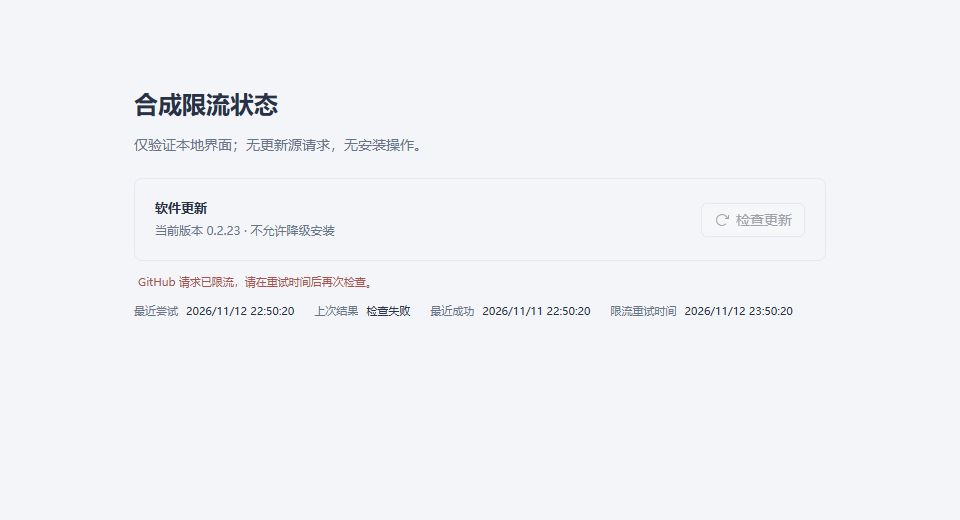 合成限流状态
仅验证本地界面；无更新源请求，无安装操作。
软件更新
当前版本 0.2.23 · 不允许降级安装
检查更新
GitHub 请求已限流，请在重试时间后再次检查。
最近尝试 2026/11/12 22:50:20 上次结果 检查失败 最近成功 2026/11/11 22:50:20 限流重试时间 2026/11/12 23:50:20